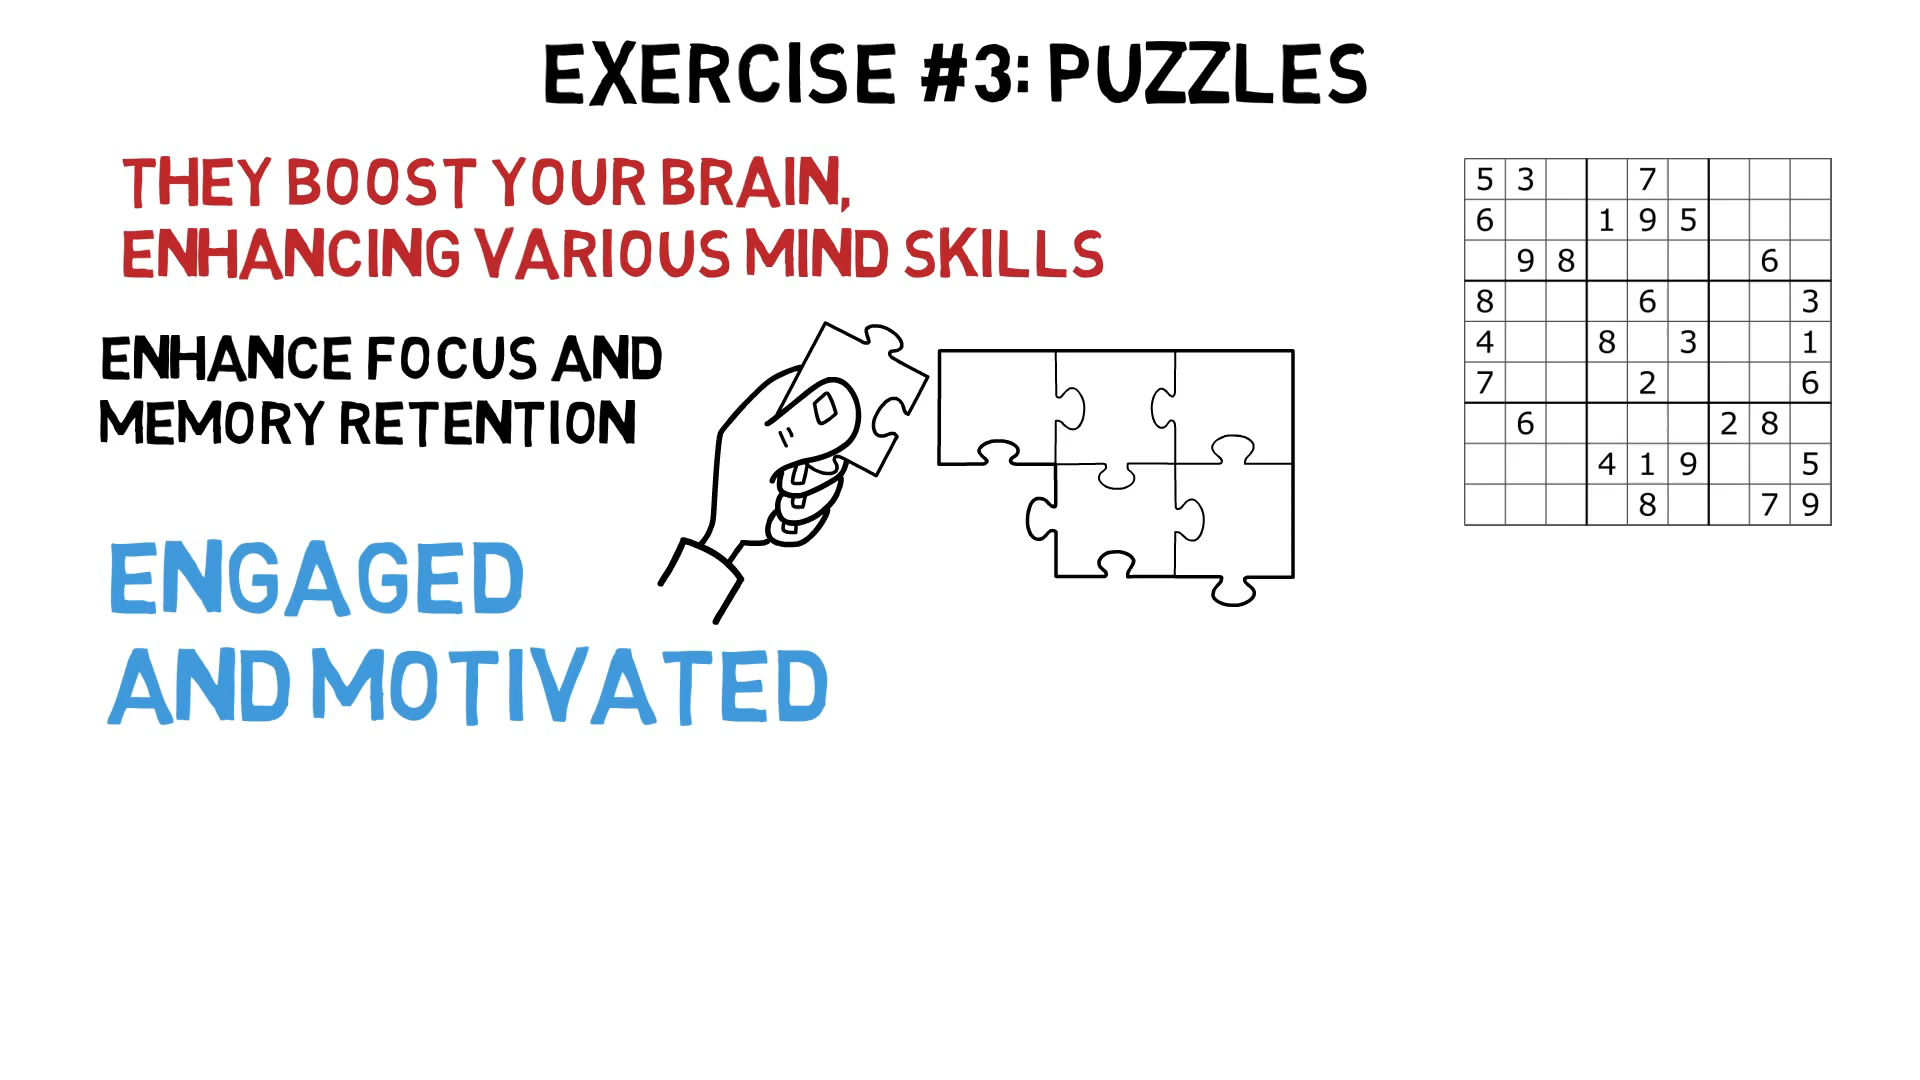 EXERCISE #3: PUZZLES
THEY BOOST YOUR BRAIN,
ENHANCING VARIOUS MIND SKILLS
ENHANCE FOCUS AND
MEMORY RETENTION
ENGAGED
AND MOTIVATED
5 3 7
6 1 9 5
9 8 6
8 6 3
4 8 3 1
7 2 6
6 2 8
4 1 9 5
8 7 9